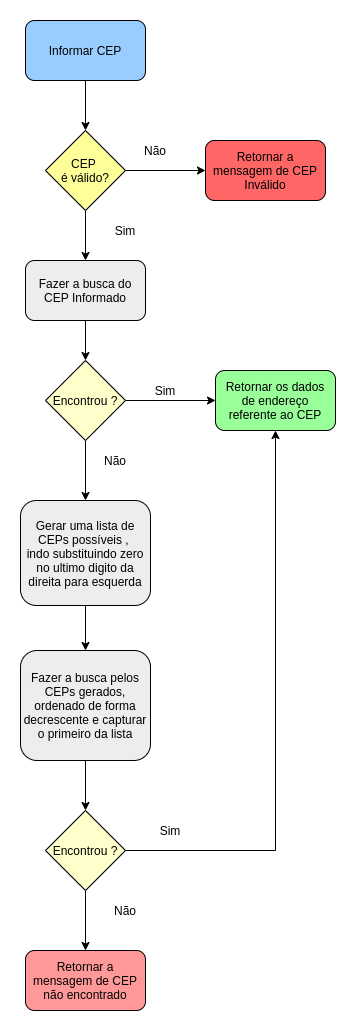 Informar CEP
CEP
é válido?
Não
Retornar a
mensagem de CEP
Inválido
Sim
Fazer a busca do
CEP Informado
Encontrou ?
Sim
Retornar os dados
de endereço
referente ao CEP
Não
Gerar uma lista de
CEPs possíveis ,
indo substituindo zero
no ultimo digito da
direita para esquerda
Fazer a busca pelos
CEPs gerados,
ordenado de forma
decrescente e capturar
o primeiro da lista
Encontrou ?
Sim
Não
Retornar a
mensagem de CEP
não encontrado